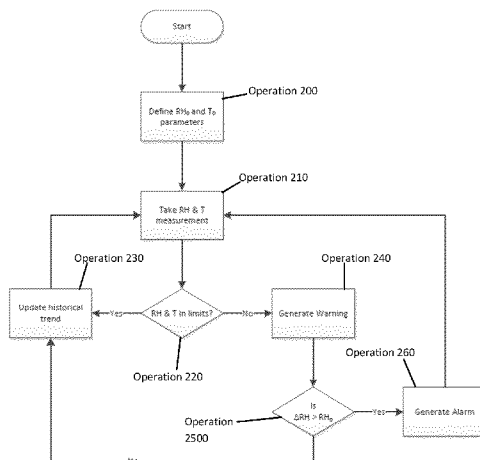 Start
Operation 200
Define RH₀ and T₀
parameters
Operation 210
Take RH & T
measurement
Operation 230
Operation 240
Update historical
trend
Yes
RH & T in limits?
No
Generate Warning
Operation 220
Operation 260
Is
ΔRH > RH₀
Yes
Generate Alarm
Operation
2500